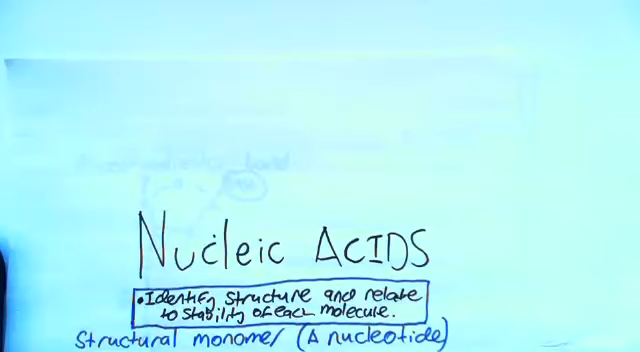 Nucleic ACIDS
• Identify structure and relate
to stability of each molecule.
Structural monomer (A nucleotide)